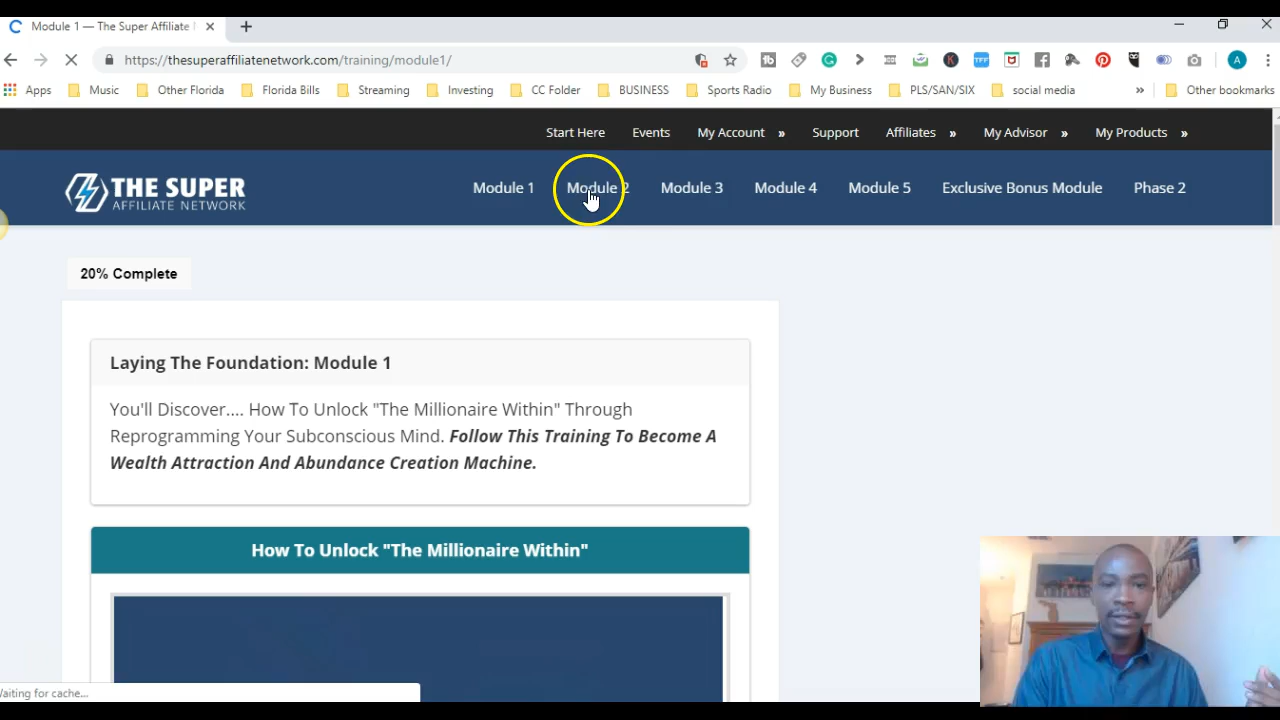 Module 1 — The Super Affiliate
https://thesuperaffiliatenetwork.com/training/module1/
Apps Music Other Florida Florida Bills Streaming Investing CC Folder BUSINESS Sports Radio My Business PLS/SAN/SIX social media » Other bookmarks
Start Here Events My Account » Support Affiliates » My Advisor » My Products »
THE SUPER
AFFILIATE NETWORK
Module 1 Module 2 Module 3 Module 4 Module 5 Exclusive Bonus Module Phase 2
20% Complete
Laying The Foundation: Module 1
You'll Discover.... How To Unlock "The Millionaire Within" Through
Reprogramming Your Subconscious Mind. Follow This Training To Become A
Wealth Attraction And Abundance Creation Machine.
How To Unlock "The Millionaire Within"
Waiting for cache...